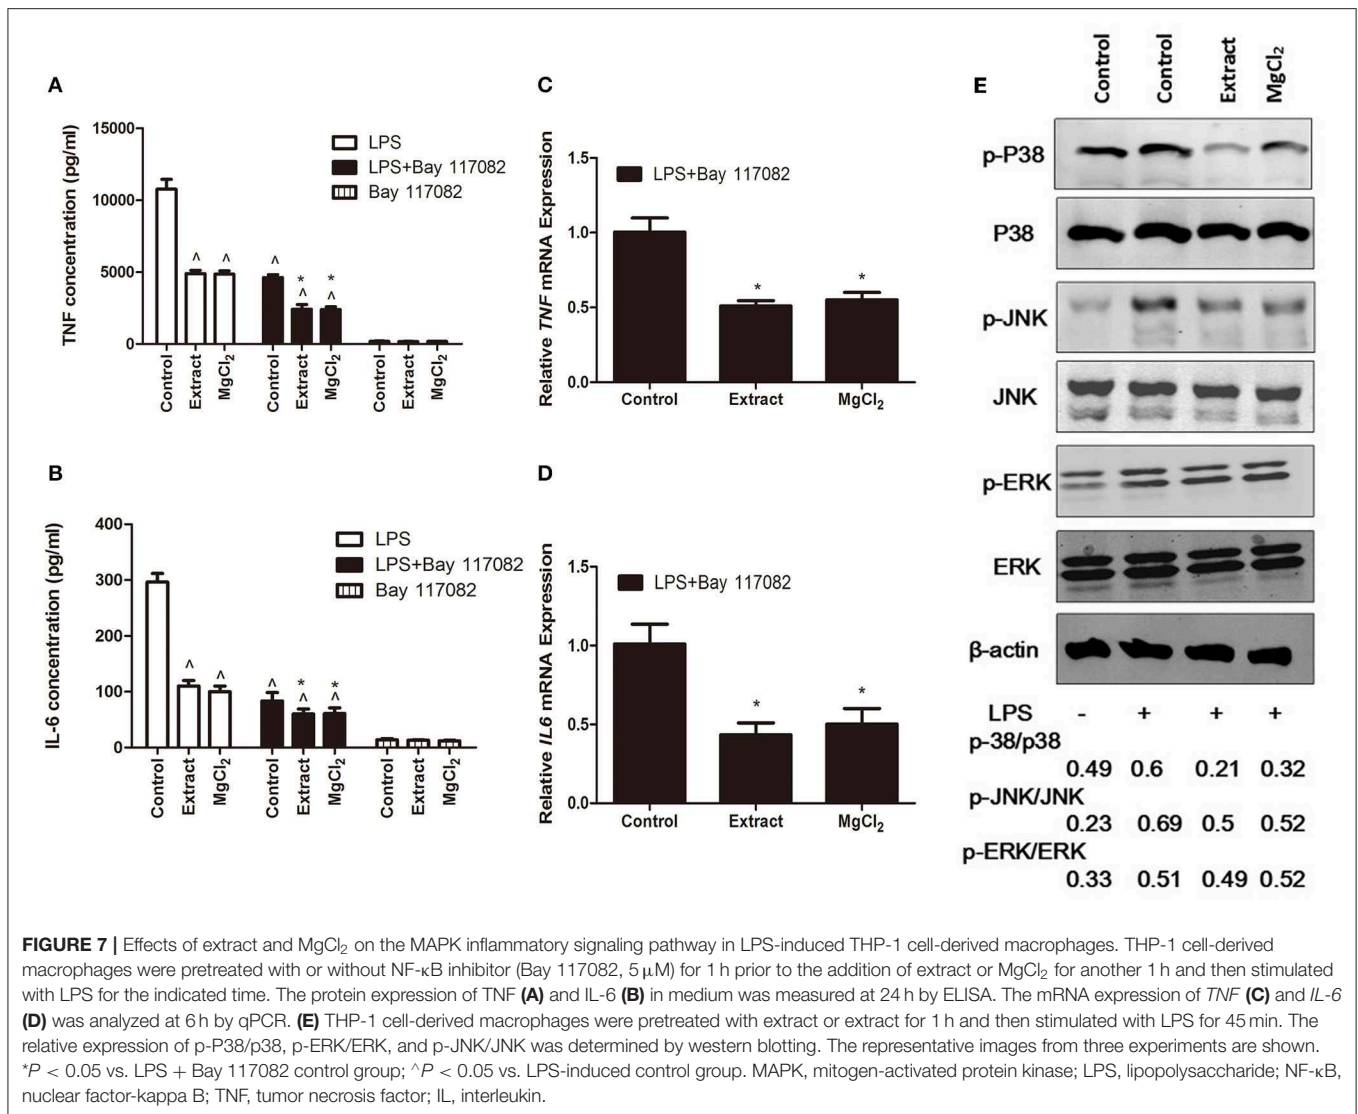 A
TNF concentration (pg/ml)
15000
10000
5000
0
LPS
LPS+Bay 117082
Bay 117082
^ ^ ^ * ^ * ^
Control Extract MgCl₂ Control Extract MgCl₂ Control Extract MgCl₂
B
IL-6 concentration (pg/ml)
400
300
200
100
0
LPS
LPS+Bay 117082
Bay 117082
^ ^ ^ * ^ * ^
Control Extract MgCl₂ Control Extract MgCl₂ Control Extract MgCl₂
C
Relative TNF mRNA Expression
1.5
1.0
0.5
0.0
LPS+Bay 117082
* *
Control Extract MgCl₂
D
Relative IL6 mRNA Expression
1.5
1.0
0.5
0.0
LPS+Bay 117082
* *
Control Extract MgCl₂
E
Control Control Extract MgCl₂
p-P38
P38
p-JNK
JNK
p-ERK
ERK
β-actin
LPS - + + +
p-38/p38
0.49 0.6 0.21 0.32
p-JNK/JNK
0.23 0.69 0.5 0.52
p-ERK/ERK
0.33 0.51 0.49 0.52
FIGURE 7 | Effects of extract and MgCl₂ on the MAPK inflammatory signaling pathway in LPS-induced THP-1 cell-derived macrophages. THP-1 cell-derived
macrophages were pretreated with or without NF-κB inhibitor (Bay 117082, 5 μM) for 1 h prior to the addition of extract or MgCl₂ for another 1 h and then stimulated
with LPS for the indicated time. The protein expression of TNF (A) and IL-6 (B) in medium was measured at 24 h by ELISA. The mRNA expression of TNF (C) and IL-6
(D) was analyzed at 6 h by qPCR. (E) THP-1 cell-derived macrophages were pretreated with extract or extract for 1 h and then stimulated with LPS for 45 min. The
relative expression of p-P38/p38, p-ERK/ERK, and p-JNK/JNK was determined by western blotting. The representative images from three experiments are shown.
*P < 0.05 vs. LPS + Bay 117082 control group; ^P < 0.05 vs. LPS-induced control group. MAPK, mitogen-activated protein kinase; LPS, lipopolysaccharide; NF-κB,
nuclear factor-kappa B; TNF, tumor necrosis factor; IL, interleukin.